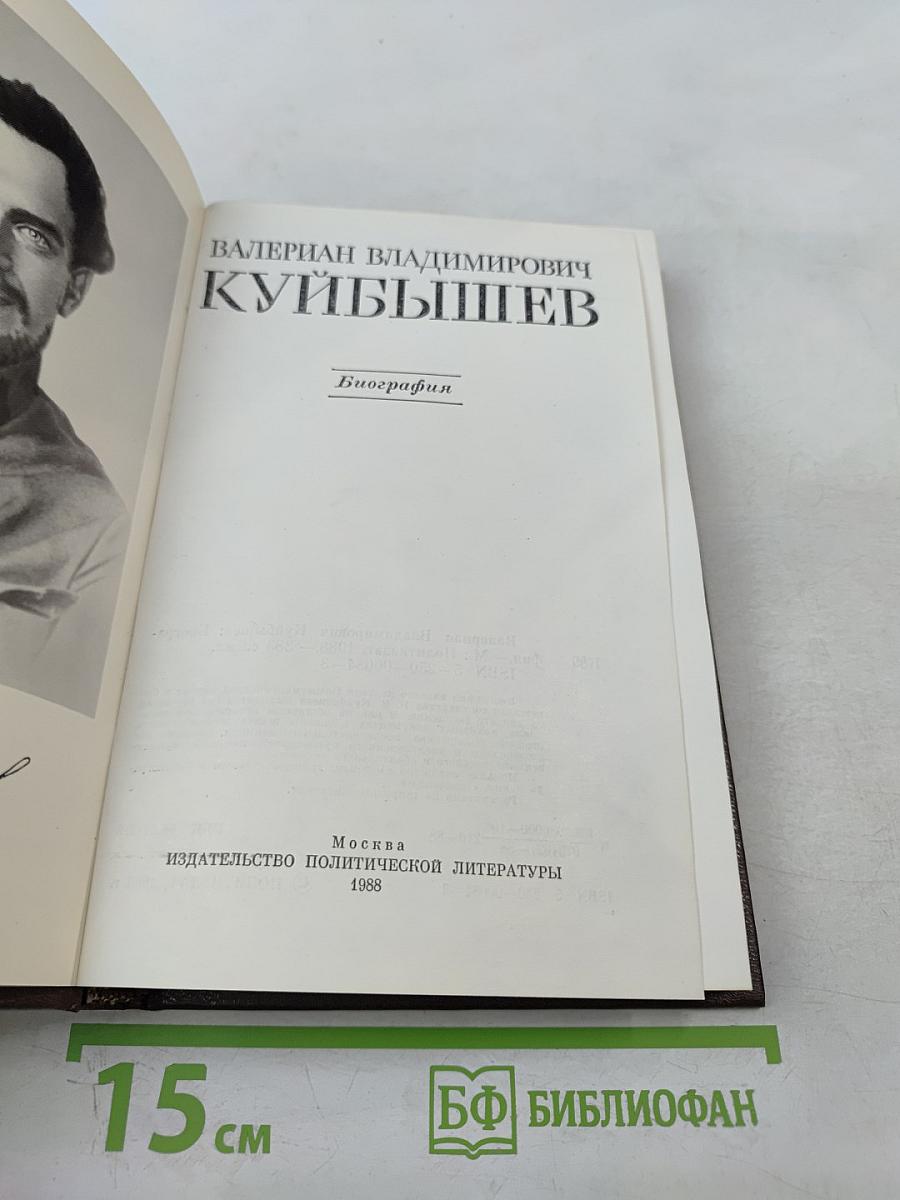 ВАЛЕРИАН ВЛАДИМИРОВИЧ
КУЙБЫШЕВ
Биография
Москва
ИЗДАТЕЛЬСТВО ПОЛИТИЧЕСКОЙ ЛИТЕРАТУРЫ
1988
15 см
БФ БИБЛИОФАН